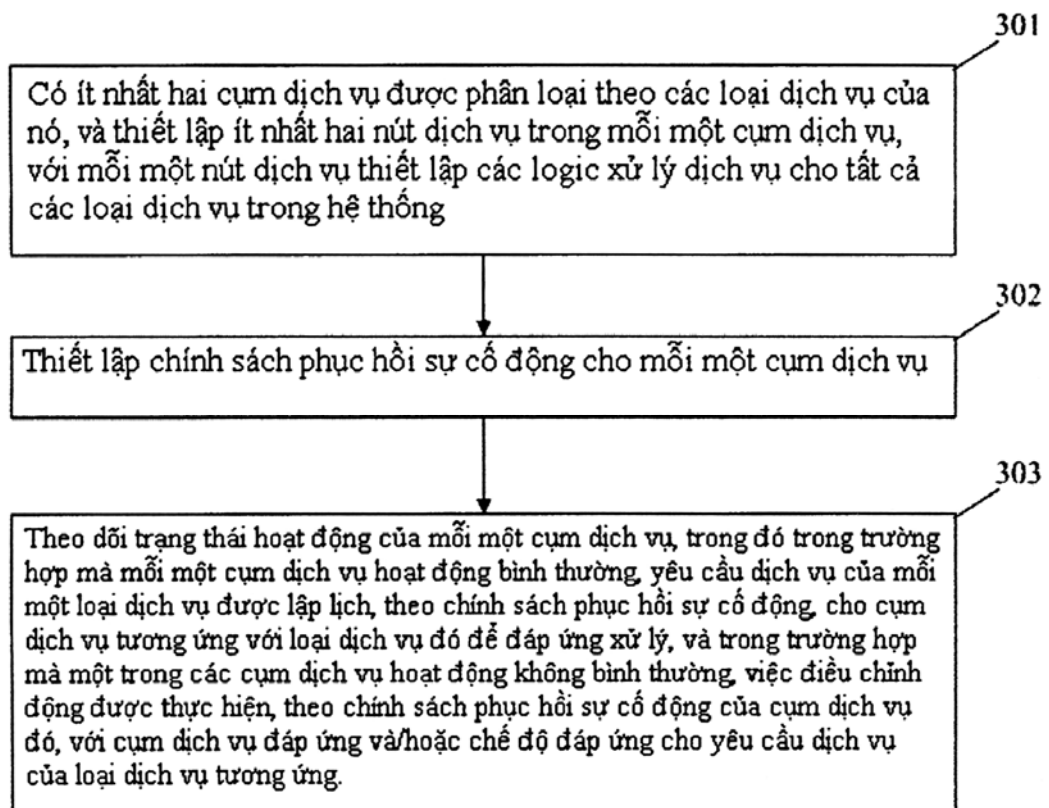 301
Có ít nhất hai cụm dịch vụ được phân loại theo các loại dịch vụ của
nó, và thiết lập ít nhất hai nút dịch vụ trong mỗi một cụm dịch vụ,
với mỗi một nút dịch vụ thiết lập các logic xử lý dịch vụ cho tất cả
các loại dịch vụ trong hệ thống
302
Thiết lập chính sách phục hồi sự cố động cho mỗi một cụm dịch vụ
303
Theo dõi trạng thái hoạt động của mỗi một cụm dịch vụ, trong đó trong trường
hợp mà mỗi một cụm dịch vụ hoạt động bình thường, yêu cầu dịch vụ của mỗi
một loại dịch vụ được lập lịch, theo chính sách phục hồi sự cố động, cho cụm
dịch vụ tương ứng với loại dịch vụ đó để đáp ứng xử lý, và trong trường hợp
mà một trong các cụm dịch vụ hoạt động không bình thường, việc điều chỉnh
động được thực hiện, theo chính sách phục hồi sự cố động của cụm dịch vụ
đó, với cụm dịch vụ đáp ứng và/hoặc chế độ đáp ứng cho yêu cầu dịch vụ
của loại dịch vụ tương ứng.